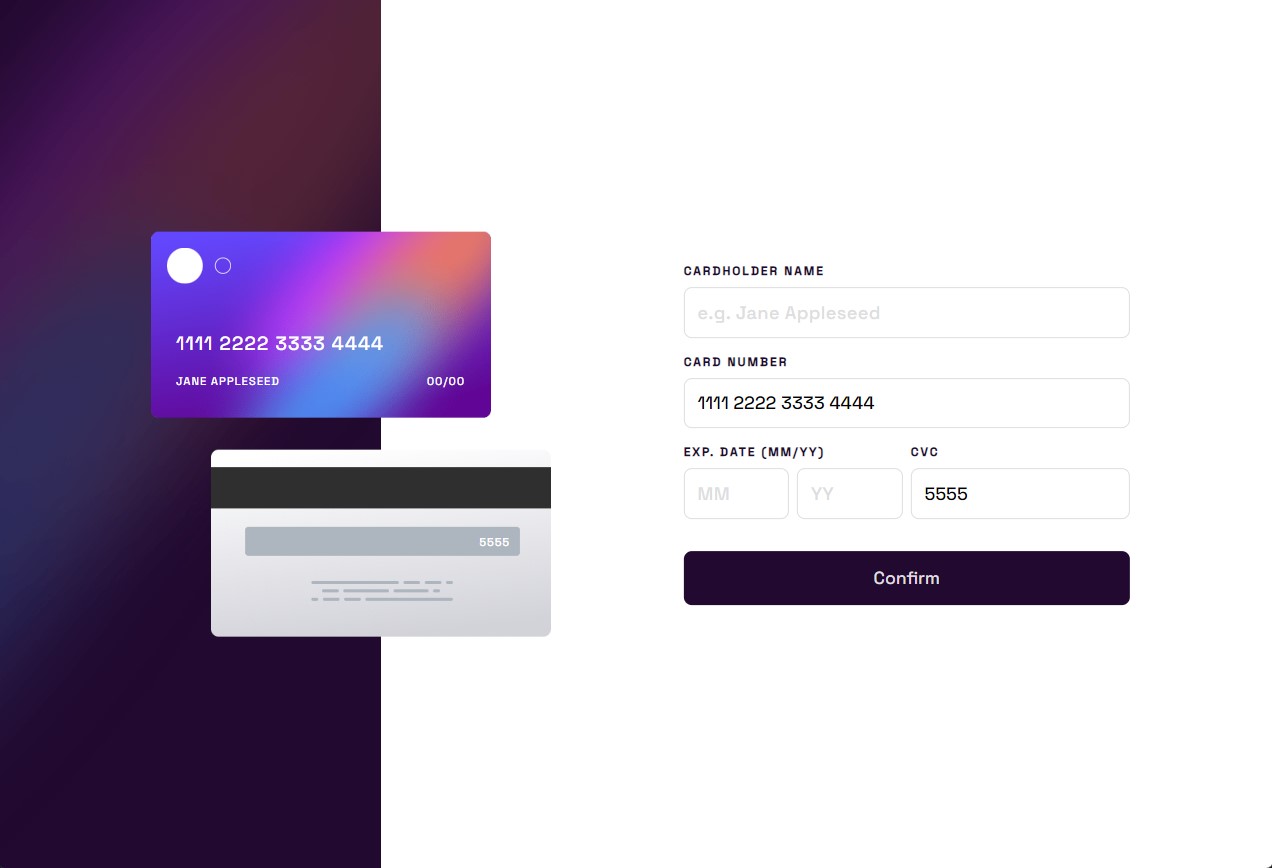 1111 2222 3333 4444
JANE APPLESEED 00/00
5555
CARDHOLDER NAME
e.g. Jane Appleseed
CARD NUMBER
1111 2222 3333 4444
EXP. DATE (MM/YY) CVC
MM YY 5555
Confirm